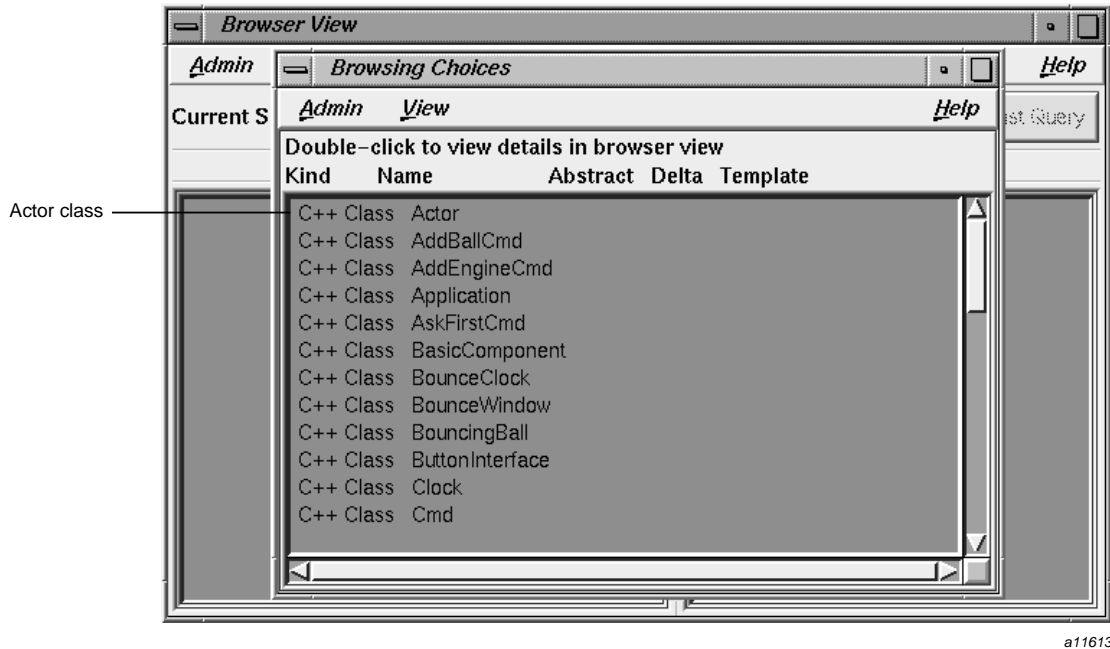 Browser View
Admin
Help
Current S
st Query
Browsing Choices
Admin View Help
Double-click to view details in browser view
Kind Name Abstract Delta Template
Actor class
C++ Class Actor
C++ Class AddBallCmd
C++ Class AddEngineCmd
C++ Class Application
C++ Class AskFirstCmd
C++ Class BasicComponent
C++ Class BounceClock
C++ Class BounceWindow
C++ Class BouncingBall
C++ Class ButtonInterface
C++ Class Clock
C++ Class Cmd
a11613